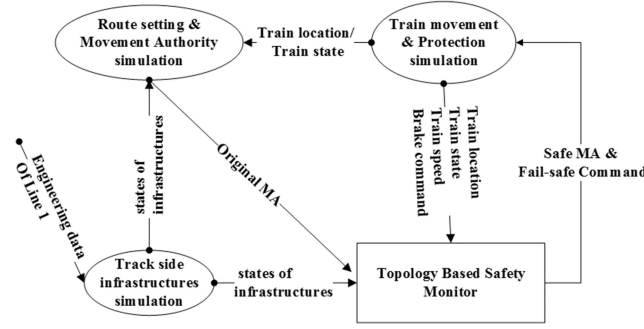 Route setting &
Movement Authority
simulation
Train location/
Train state
Train movement
& Protection
simulation
Engineering data
Of Line 1
states of
infrastructures
Original MA
Train location
Train state
Train speed
Brake command
Safe MA &
Fail-safe Command
Track side
infrastructures
simulation
states of
infrastructures
Topology Based Safety
Monitor